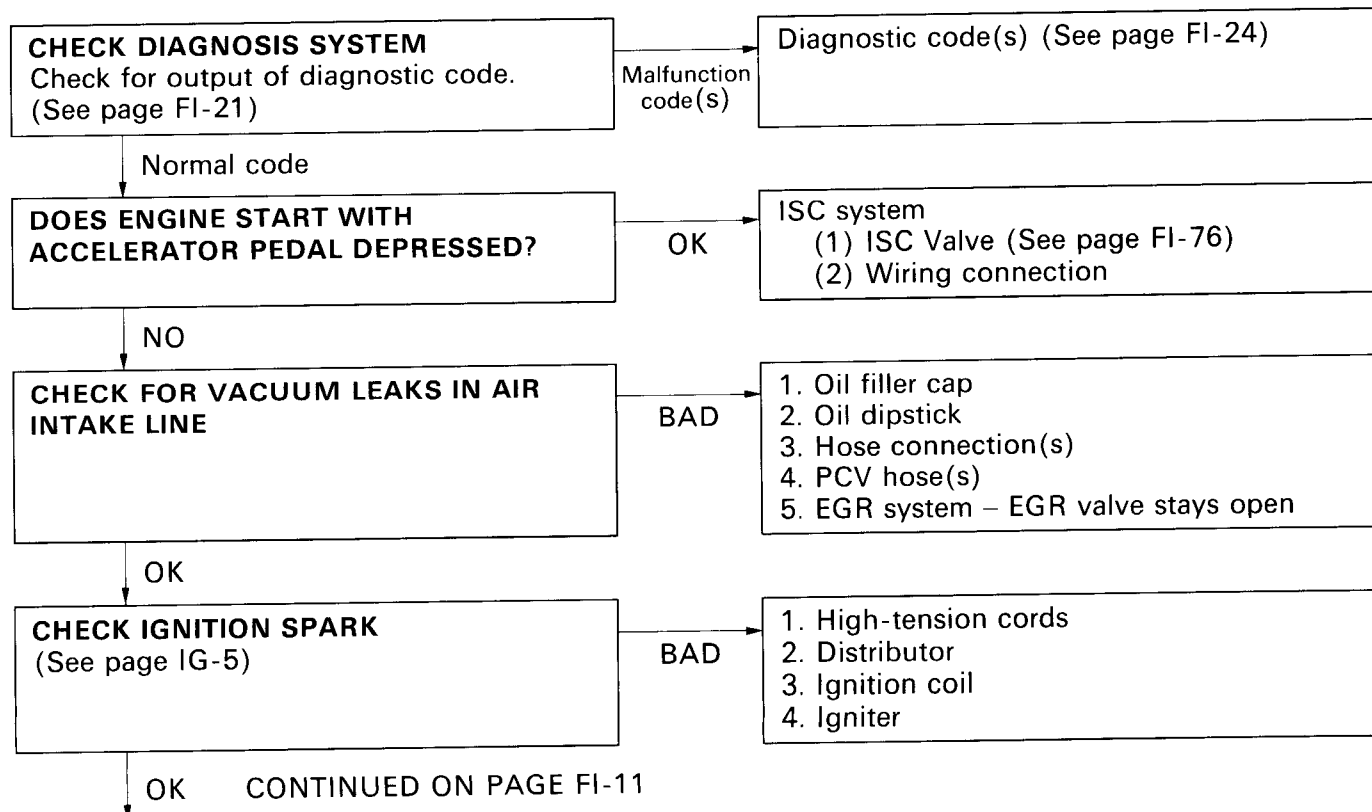 CHECK DIAGNOSIS SYSTEM
Check for output of diagnostic code.
(See page FI-21)
Malfunction
code(s)
Diagnostic code(s) (See page FI-24)
Normal code
DOES ENGINE START WITH
ACCELERATOR PEDAL DEPRESSED?
OK
ISC system
(1) ISC Valve (See page FI-76)
(2) Wiring connection
NO
CHECK FOR VACUUM LEAKS IN AIR
INTAKE LINE
BAD
1. Oil filler cap
2. Oil dipstick
3. Hose connection(s)
4. PCV hose(s)
5. EGR system – EGR valve stays open
OK
CHECK IGNITION SPARK
(See page IG-5)
BAD
1. High-tension cords
2. Distributor
3. Ignition coil
4. Igniter
OK
CONTINUED ON PAGE FI-11